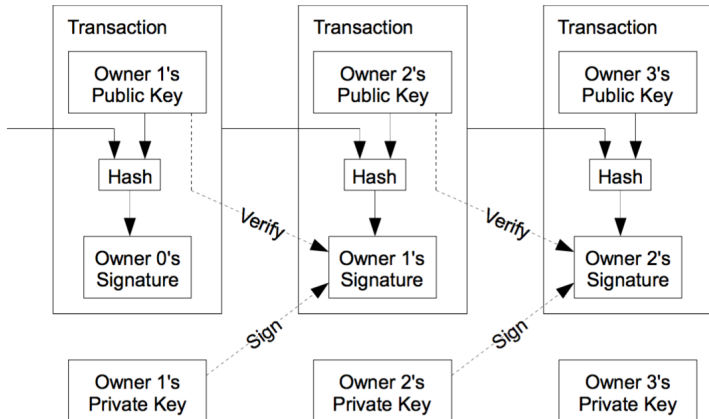 Transaction
Owner 1's
Public Key
Hash
Owner 0's
Signature
Transaction
Owner 2's
Public Key
Hash
Verify
Owner 1's
Signature
Transaction
Owner 3's
Public Key
Hash
Verify
Owner 2's
Signature
Sign
Sign
Owner 1's
Private Key
Owner 2's
Private Key
Owner 3's
Private Key